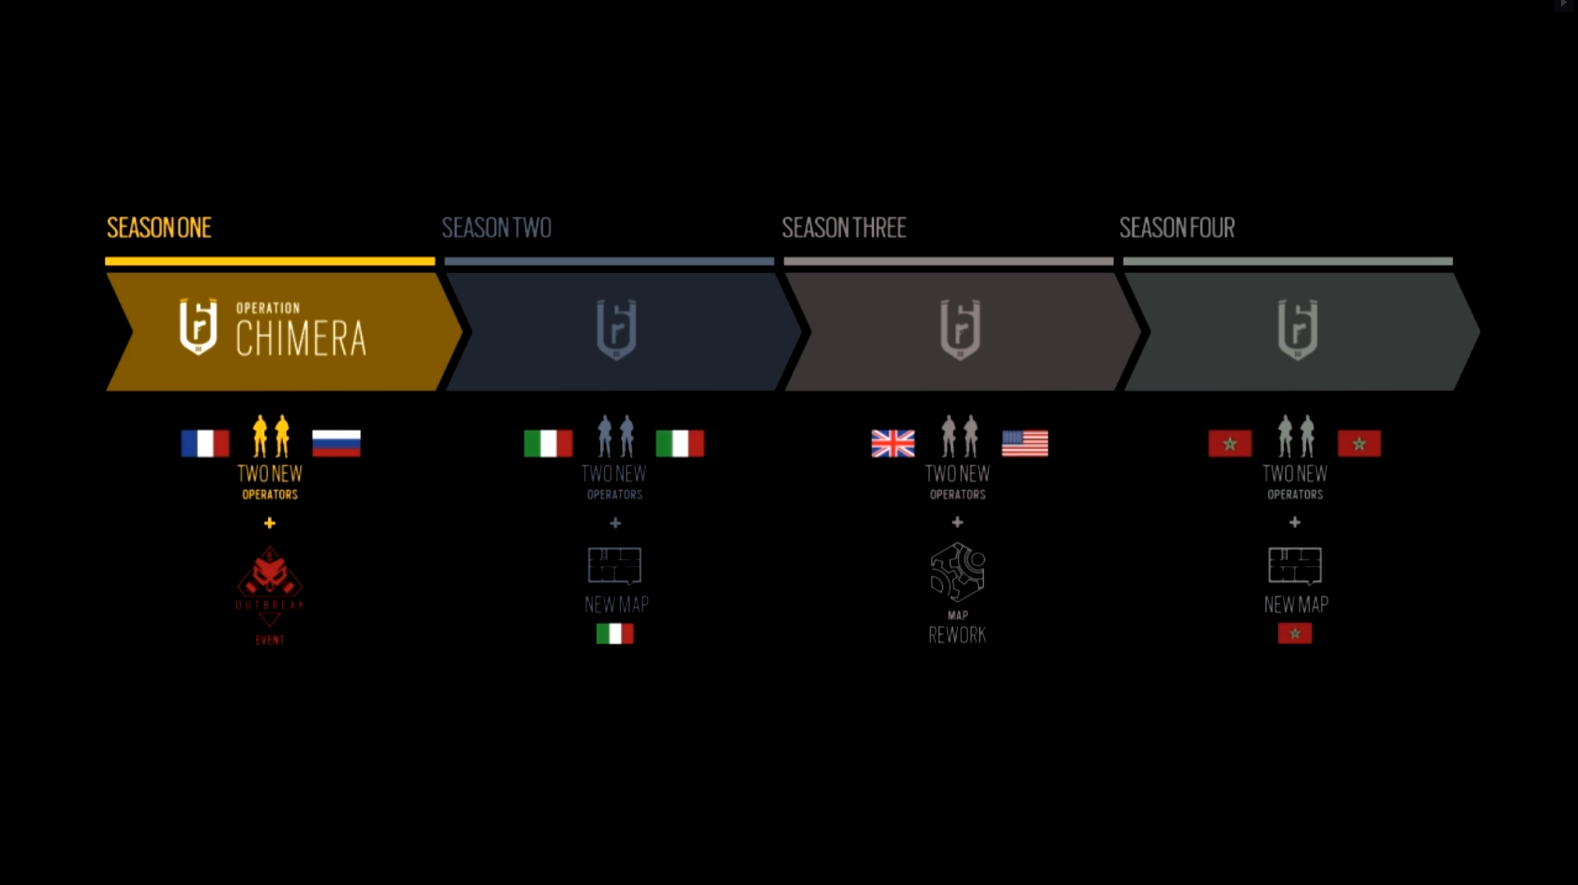 SEASON ONE
SEASON TWO
SEASON THREE
SEASON FOUR
OPERATION
CHIMERA
TWO NEW
OPERATORS
+
OUTBREAK
EVENT
TWO NEW
OPERATORS
+
NEW MAP
TWO NEW
OPERATORS
+
MAP
REWORK
TWO NEW
OPERATORS
+
NEW MAP